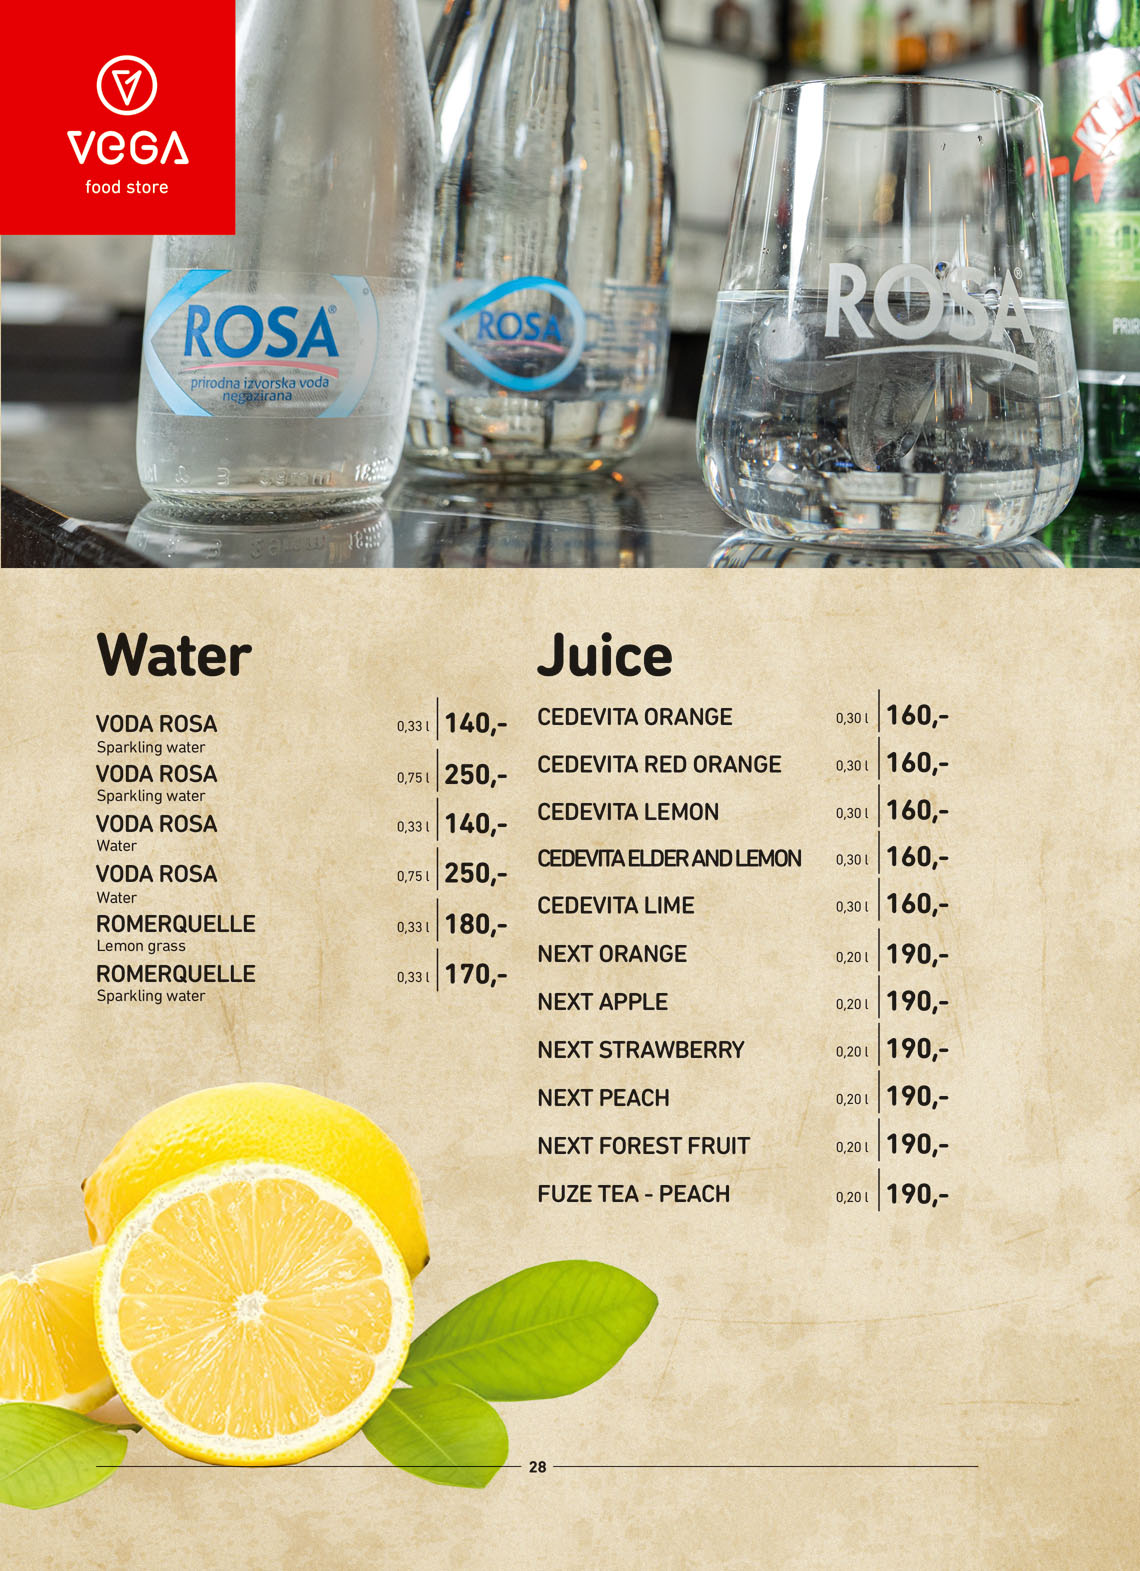 VEGA
food store
ROSA®
prirodna izvorska voda
negazirana
ROSA
ROSA®
Water
VODA ROSA 0,33 l 140,-
Sparkling water
VODA ROSA 0,75 l 250,-
Sparkling water
VODA ROSA 0,33 l 140,-
Water
VODA ROSA 0,75 l 250,-
Water
ROMERQUELLE 0,33 l 180,-
Lemon grass
ROMERQUELLE 0,33 l 170,-
Sparkling water
Juice
CEDEVITA ORANGE 0,30 l 160,-
CEDEVITA RED ORANGE 0,30 l 160,-
CEDEVITA LEMON 0,30 l 160,-
CEDEVITA ELDER AND LEMON 0,30 l 160,-
CEDEVITA LIME 0,30 l 160,-
NEXT ORANGE 0,20 l 190,-
NEXT APPLE 0,20 l 190,-
NEXT STRAWBERRY 0,20 l 190,-
NEXT PEACH 0,20 l 190,-
NEXT FOREST FRUIT 0,20 l 190,-
FUZE TEA - PEACH 0,20 l 190,-
28